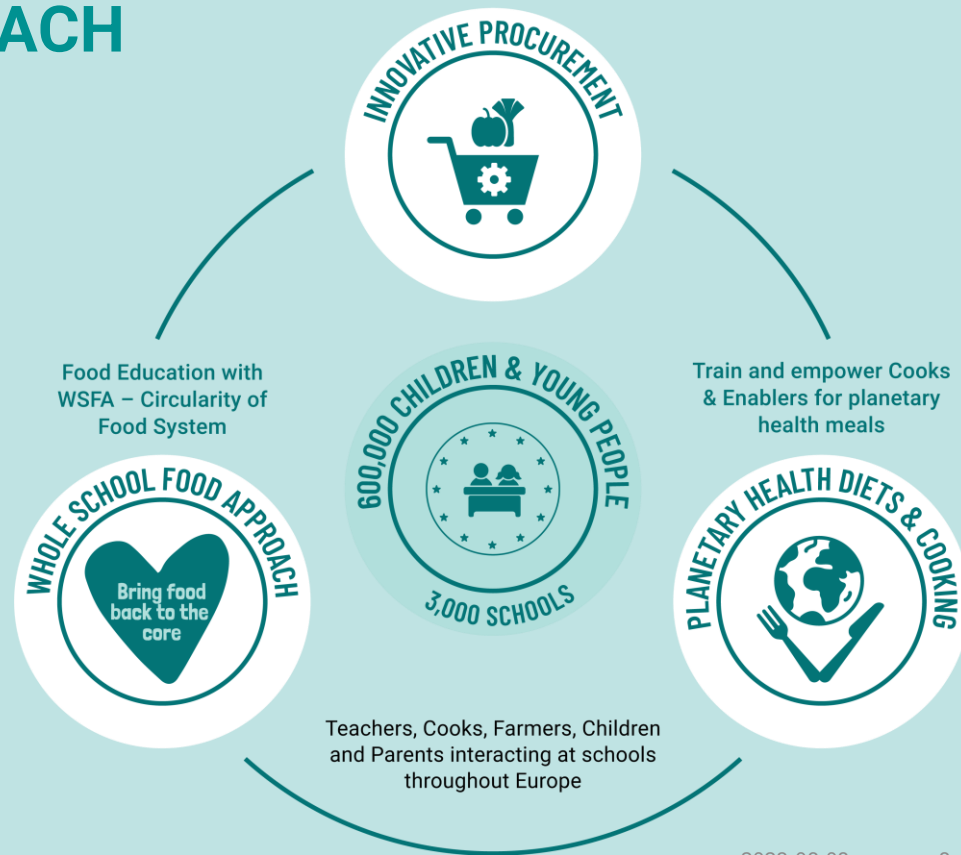 ACH
INNOVATIVE PROCUREMENT
Food Education with
WSFA – Circularity of
Food System
600,000 CHILDREN & YOUNG PEOPLE
3,000 SCHOOLS
Train and empower Cooks
& Enablers for planetary
health meals
WHOLE SCHOOL FOOD APPROACH
Bring food
back to the
core
PLANETARY HEALTH DIETS & COOKING
Teachers, Cooks, Farmers, Children
and Parents interacting at schools
throughout Europe